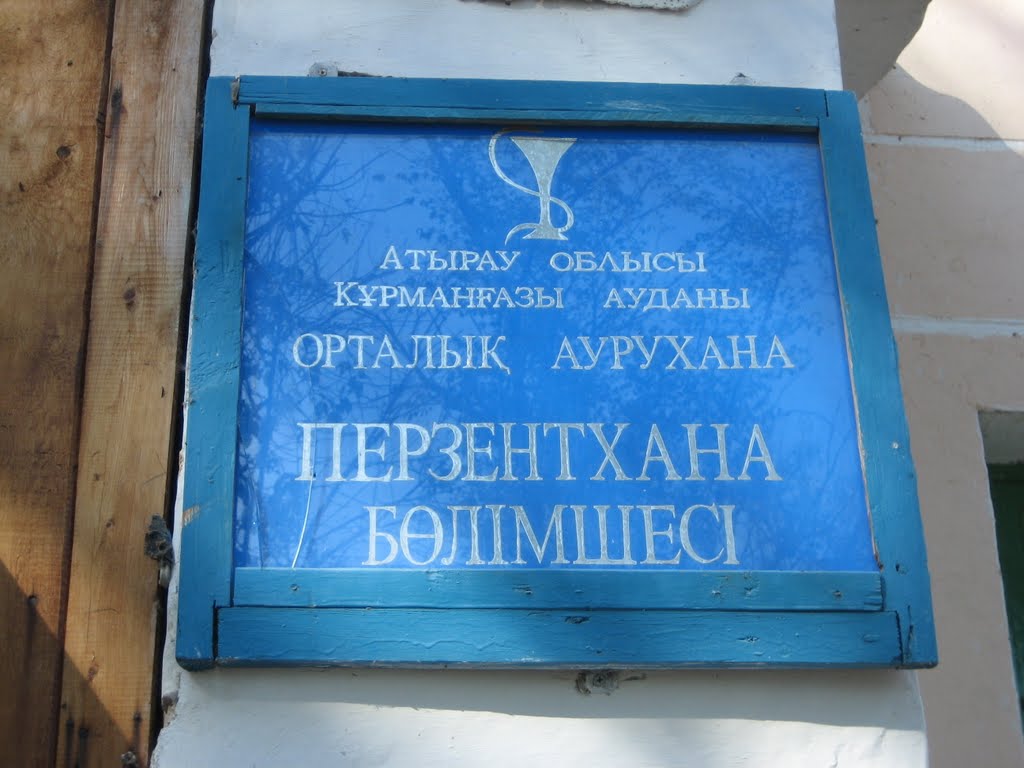 АТЫРАУ ОБЛЫСЫ
ҚҰРМАНҒАЗЫ АУДАНЫ
ОРТАЛЫҚ АУРУХАНА
ПЕРЗЕНТХАНА
БӨЛІМШЕСІ